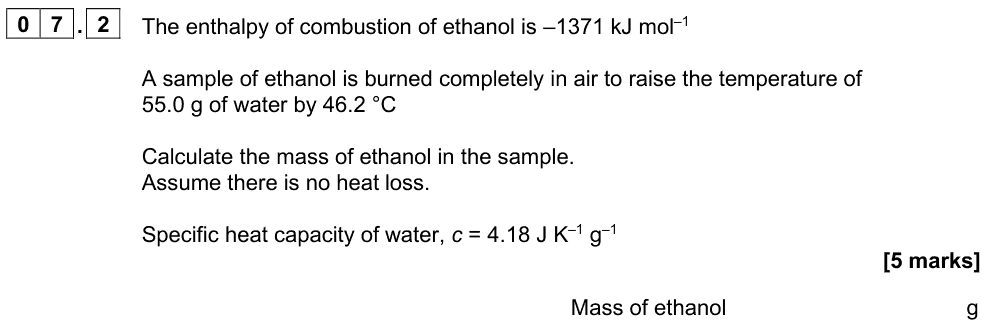 0 7 . 2 The enthalpy of combustion of ethanol is –1371 kJ mol⁻¹
A sample of ethanol is burned completely in air to raise the temperature of
55.0 g of water by 46.2 °C
Calculate the mass of ethanol in the sample.
Assume there is no heat loss.
Specific heat capacity of water, c = 4.18 J K⁻¹ g⁻¹
[5 marks]
Mass of ethanol g